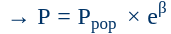 → P = P_pop × e^β